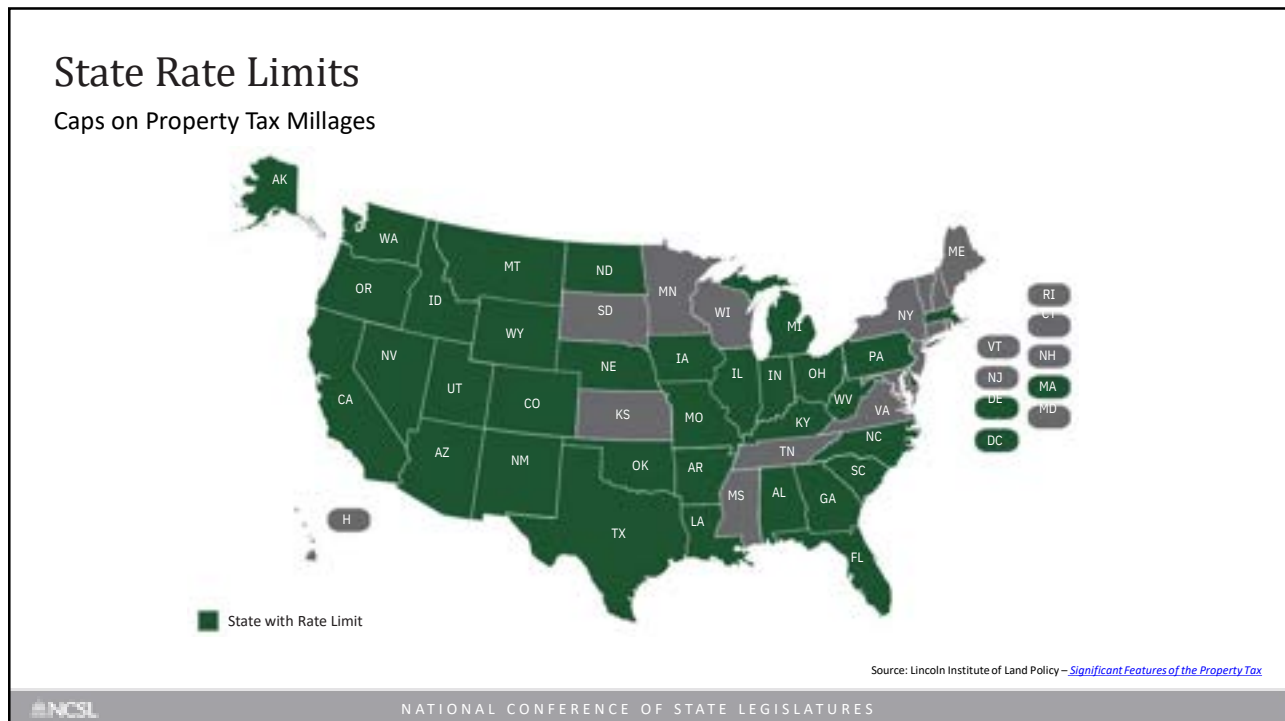 State Rate Limits
Caps on Property Tax Millages
AK
WA
MT
ND
MN
ME
OR
ID
SD
WI
MI
NY
RI
CT
WY
NV
NE
IA
PA
VT
NH
UT
CO
IL
IN
OH
NJ
MA
CA
KS
MO
WV
VA
DE
MD
KY
AZ
NM
OK
AR
TN
NC
DC
SC
MS
AL
GA
H
TX
LA
FL
State with Rate Limit
Source: Lincoln Institute of Land Policy – Significant Features of the Property Tax
NCSL
NATIONAL CONFERENCE OF STATE LEGISLATURES